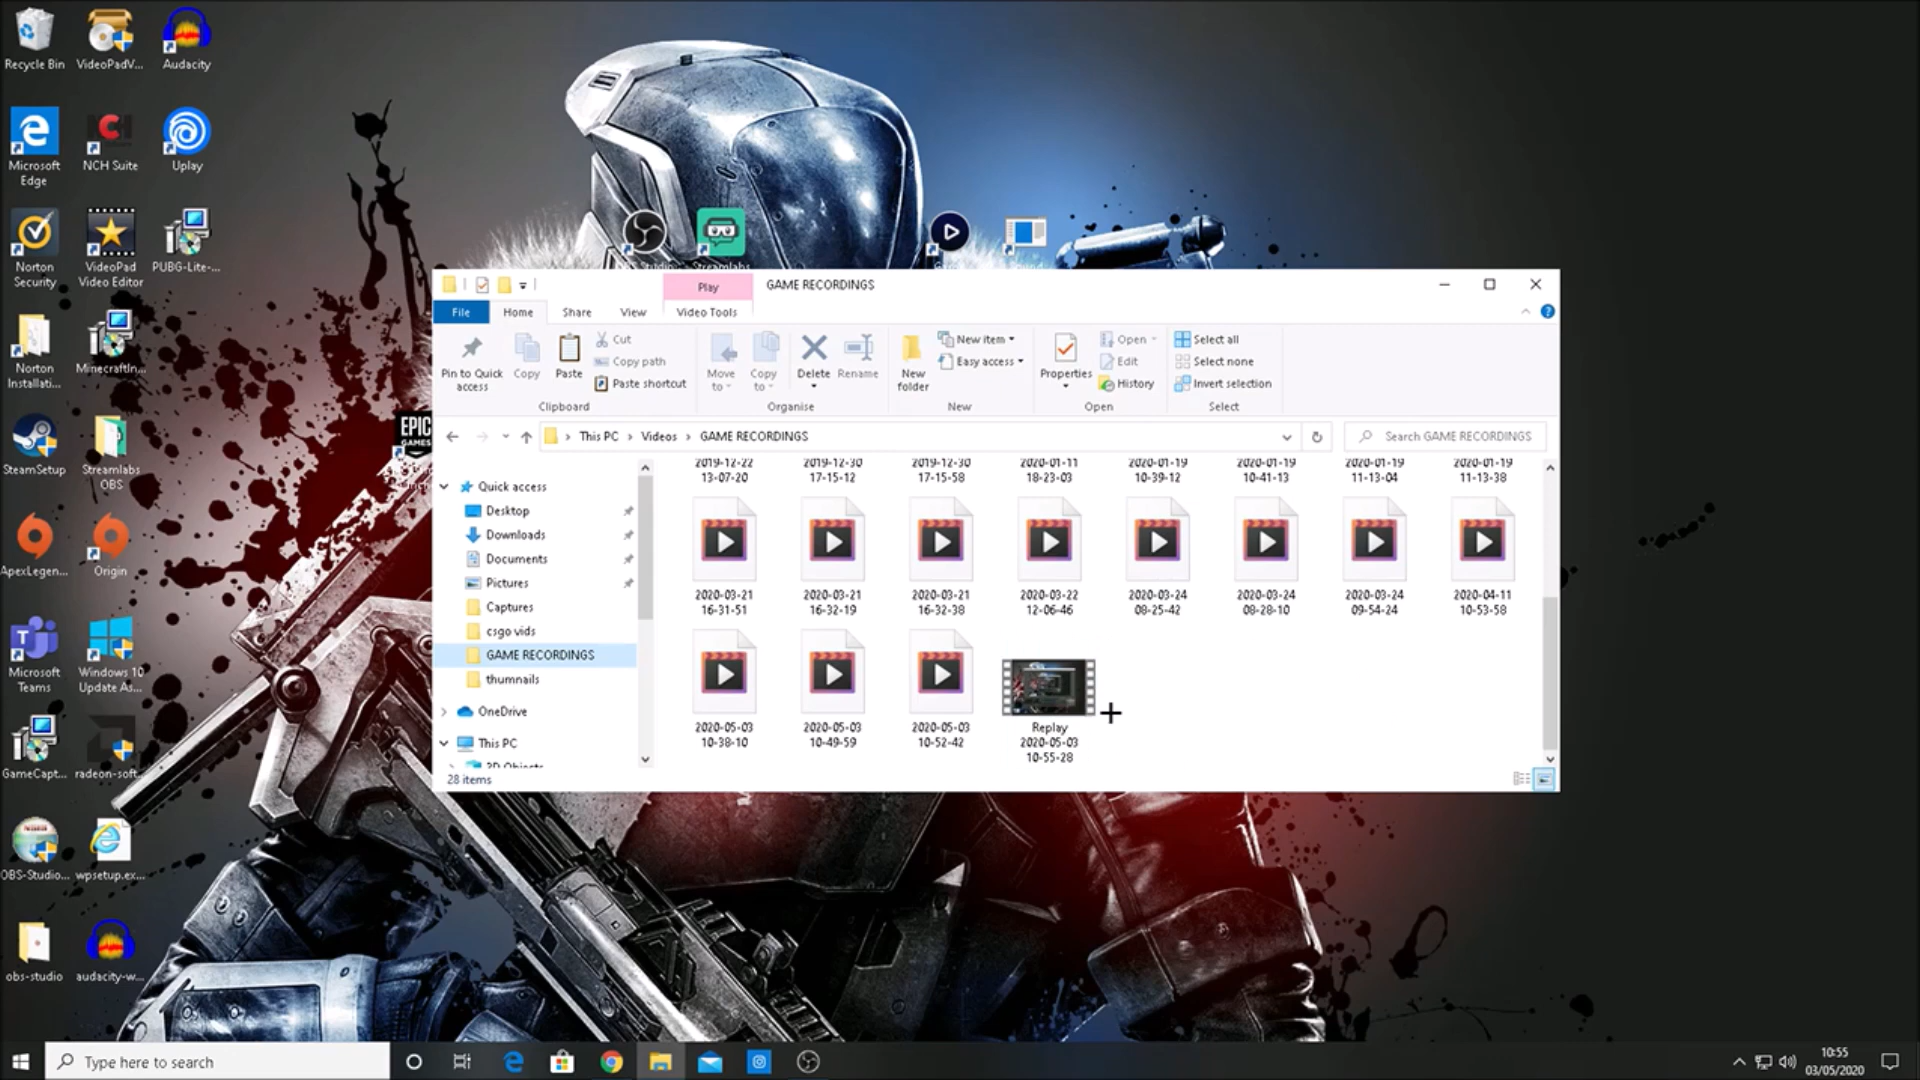 Recycle Bin
VideoPadV...
Audacity
Microsoft
Edge
NCH Suite
Uplay
Norton
Security
VideoPad
Video Editor
PUBG-Lite-...
Norton
Installati...
MinecraftIn...
SteamSetup
Streamlabs
OBS
ApexLegen...
Origin
Microsoft
Teams
Windows 10
Update As...
GameCapt...
radeon-soft...
OBS-Studio...
wpsetup.ex...
obs-studio
audacity-w...
EPIC
GAMES
Play
GAME RECORDINGS
File
Home
Share
View
Video Tools
Pin to Quick
access
Copy
Paste
Cut
Copy path
Paste shortcut
Clipboard
Move
to
Copy
to
Delete
Rename
Organise
New
folder
New item
Easy access
New
Properties
Open
Edit
History
Open
Select all
Select none
Invert selection
Select
This PC › Videos › GAME RECORDINGS
Search GAME RECORDINGS
Quick access
Desktop
Downloads
Documents
Pictures
Captures
csgo vids
GAME RECORDINGS
thumnails
OneDrive
This PC
3D Objects
2019-12-22
13-07-20
2019-12-30
17-15-12
2019-12-30
17-15-58
2020-01-11
18-23-03
2020-01-19
10-39-12
2020-01-19
10-41-13
2020-01-19
11-13-04
2020-01-19
11-13-38
2020-03-21
16-31-51
2020-03-21
16-32-19
2020-03-21
16-32-38
2020-03-22
12-06-46
2020-03-24
08-25-42
2020-03-24
08-28-10
2020-03-24
09-54-24
2020-04-11
10-53-58
2020-05-03
10-38-10
2020-05-03
10-49-59
2020-05-03
10-52-42
Replay
2020-05-03
10-55-28
28 items
Type here to search
10:55
03/05/2020